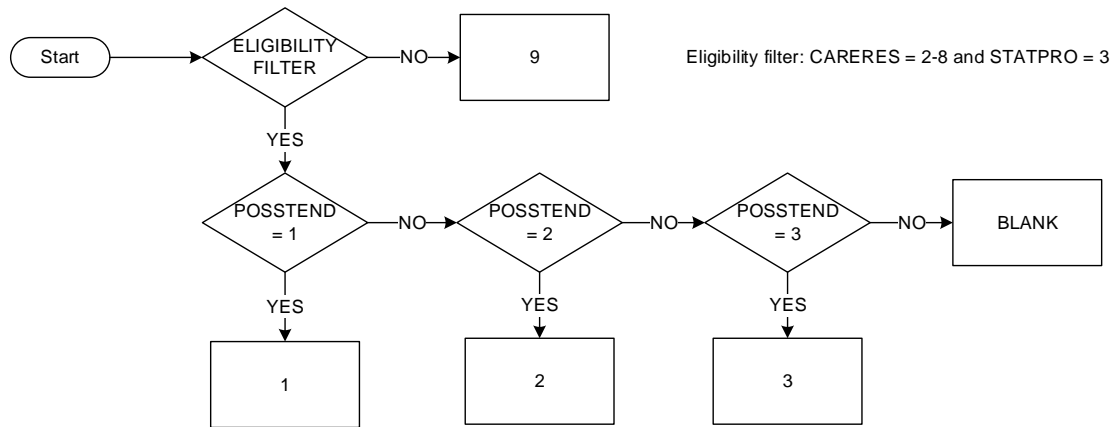 Start
ELIGIBILITY
FILTER
NO
9
Eligibility filter: CARERES = 2-8 and STATPRO = 3
YES
POSSTEND
= 1
NO
POSSTEND
= 2
NO
POSSTEND
= 3
NO
BLANK
YES
YES
YES
1
2
3